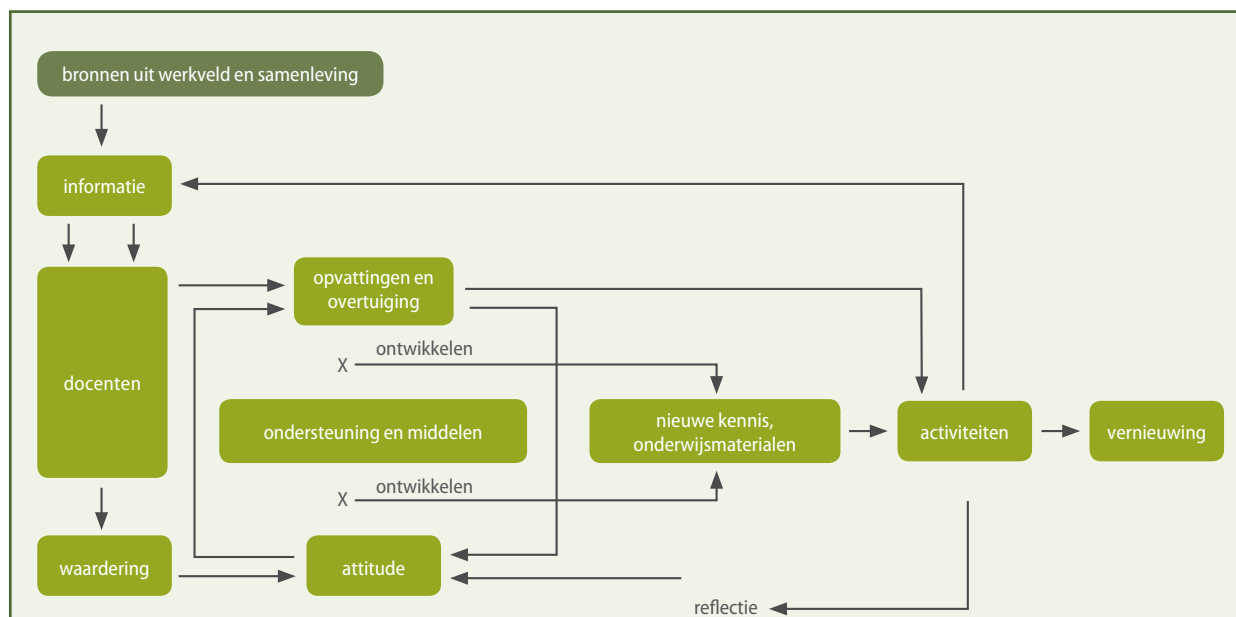 bronnen uit werkveld en samenleving
informatie
opvattingen en
overtuiging
docenten
X
ontwikkelen
ondersteuning en middelen
nieuwe kennis,
onderwijsmaterialen
activiteiten
vernieuwing
X
ontwikkelen
waardering
attitude
reflectie